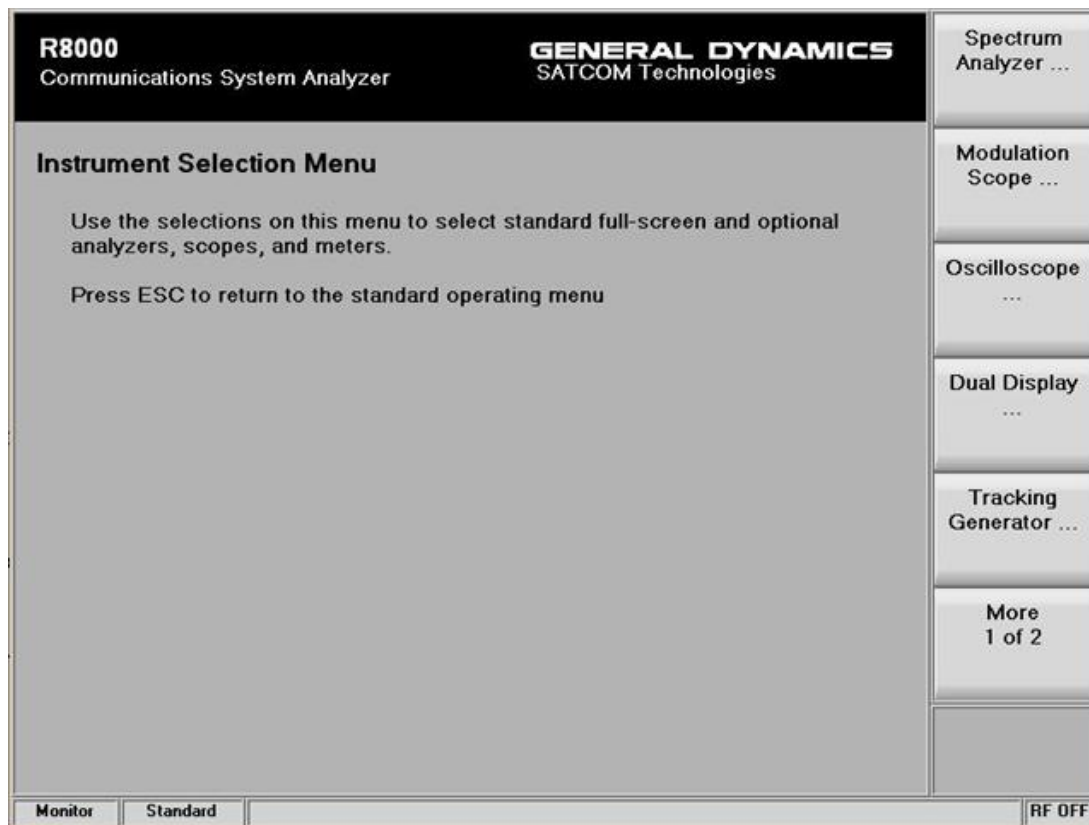 R8000
Communications System Analyzer
GENERAL DYNAMICS
SATCOM Technologies
Instrument Selection Menu
Use the selections on this menu to select standard full-screen and optional
analyzers, scopes, and meters.
Press ESC to return to the standard operating menu
Spectrum
Analyzer ...
Modulation
Scope ...
Oscilloscope
...
Dual Display
...
Tracking
Generator ...
More
1 of 2
Monitor
Standard
RF OFF